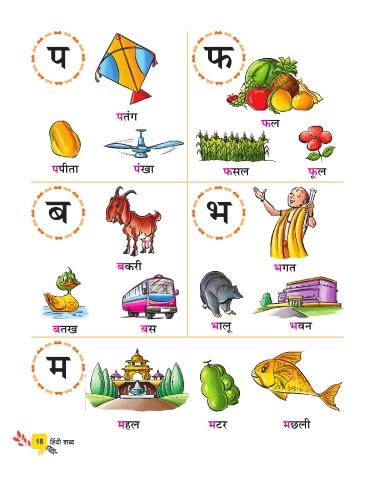 प
पतंग
पपीता
पंखा
फ
फल
फसल
फूल
ब
बकरी
बतख
बस
भ
भगत
भालू
भवन
म
महल
मटर
मछली
18 हिंदी शब्द